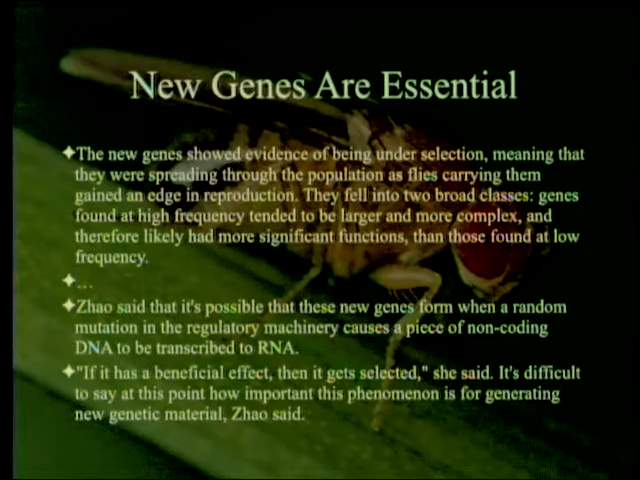 New Genes Are Essential
✦The new genes showed evidence of being under selection, meaning that
they were spreading through the population as flies carrying them
gained an edge in reproduction. They fell into two broad classes: genes
found at high frequency tended to be larger and more complex, and
therefore likely had more significant functions, than those found at low
frequency.
✦...
✦Zhao said that it's possible that these new genes form when a random
mutation in the regulatory machinery causes a piece of non-coding
DNA to be transcribed to RNA.
✦"If it has a beneficial effect, then it gets selected," she said. It's difficult
to say at this point how important this phenomenon is for generating
new genetic material, Zhao said.